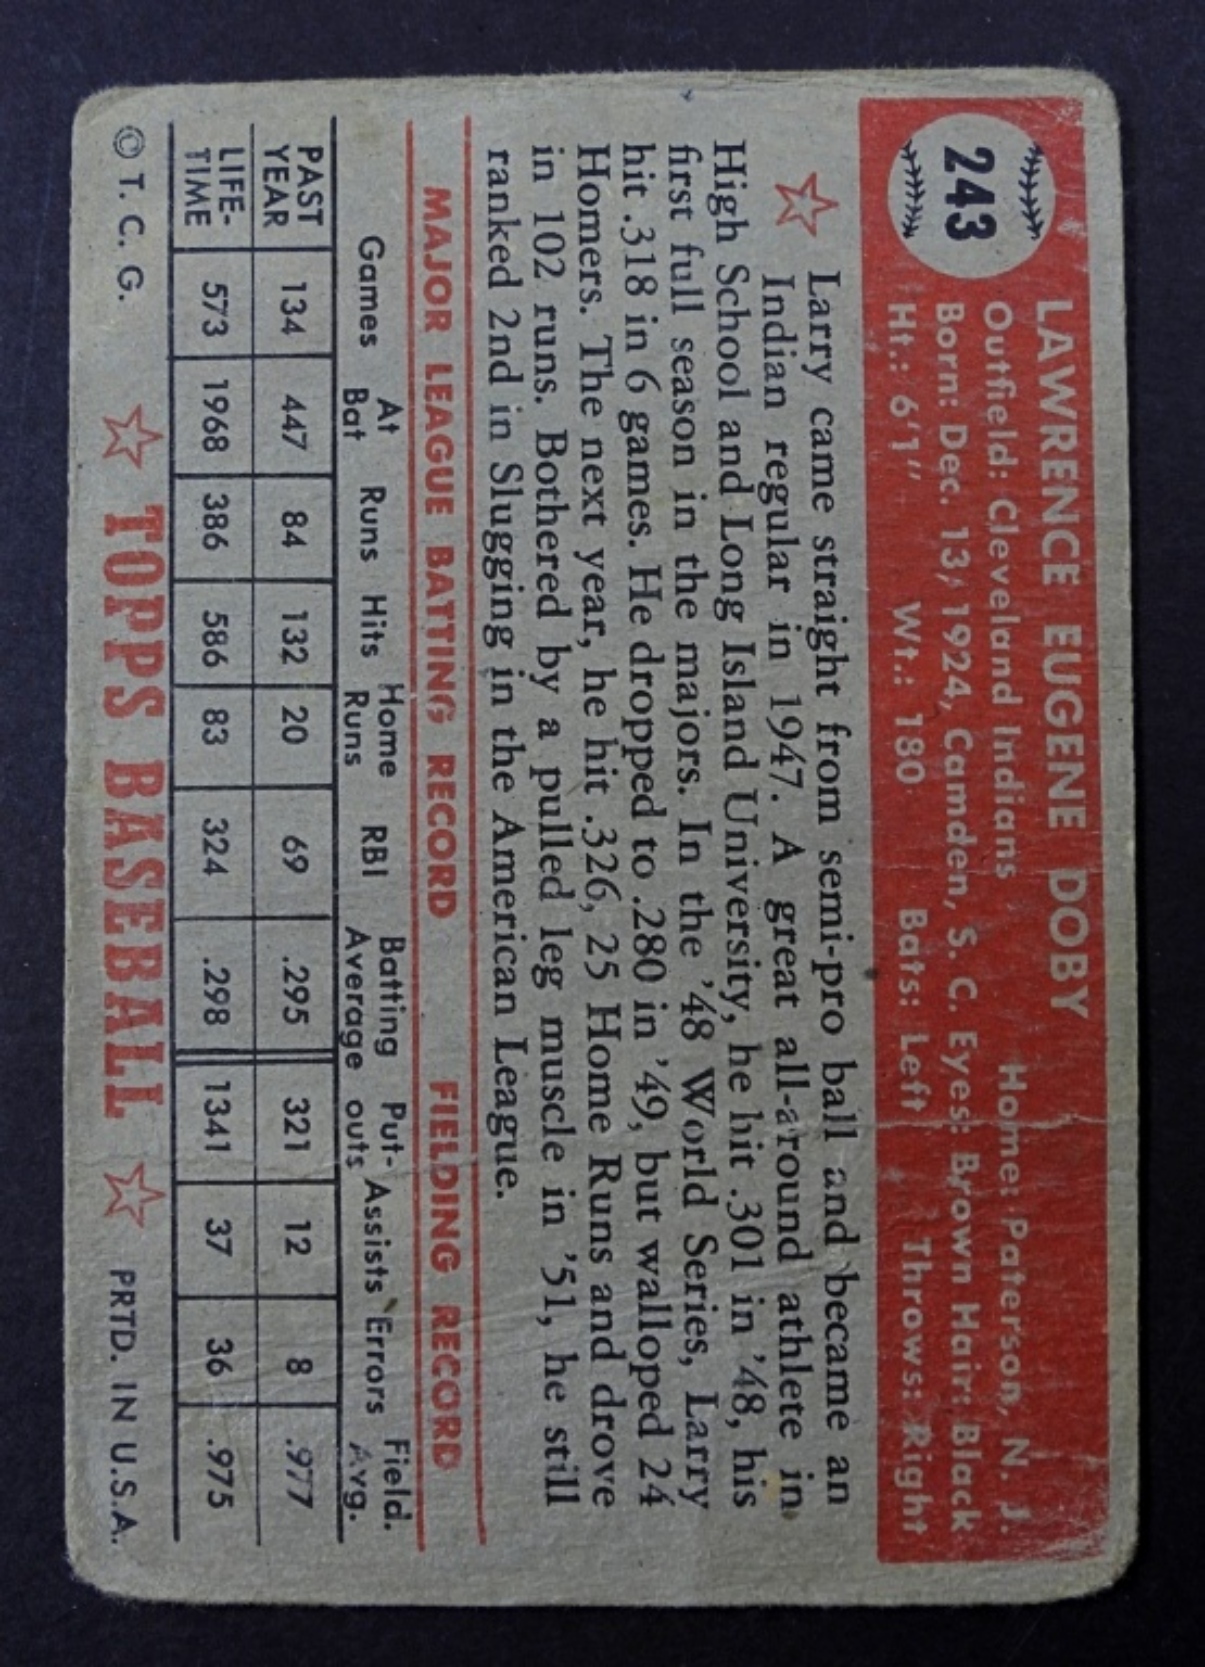 243
LAWRENCE EUGENE DOBY
Outfield: Cleveland Indians Home: Paterson, N. J.
Born: Dec. 13, 1924, Camden, S. C. Eyes: Brown Hair: Black
Ht.: 6'1" Wt.: 180 Bats: Left Throws: Right
Larry came straight from semi-pro ball and became an
Indian regular in 1947. A great all-around athlete in
High School and Long Island University, he hit .301 in '48, his
first full season in the majors. In the '48 World Series, Larry
hit .318 in 6 games. He dropped to .280 in '49, but walloped 24
Homers. The next year, he hit .326, 25 Home Runs and drove
in 102 runs. Bothered by a pulled leg muscle in '51, he still
ranked 2nd in Slugging in the American League.
MAJOR LEAGUE BATTING RECORD FIELDING RECORD
Games At Bat Runs Hits Home Runs RBI Batting Average Put-outs Assists Errors Field. Avg.
PAST YEAR 134 447 84 132 20 69 .295 321 12 8 .977
LIFE-TIME 573 1968 386 586 83 324 .298 1341 37 36 .975
© T. C. G. TOPPS BASEBALL PRTD. IN U.S.A.